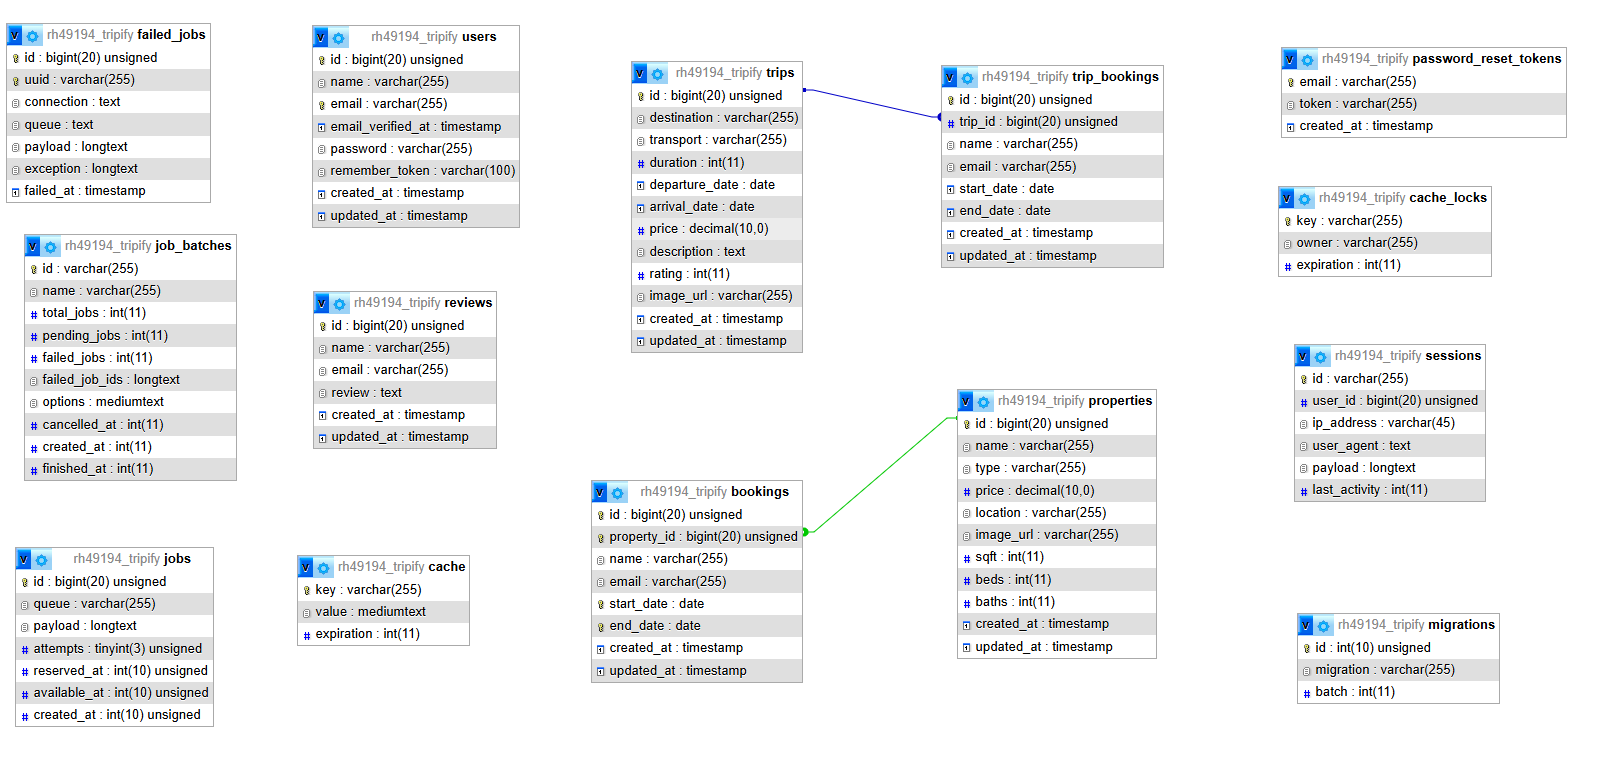 rh49194_tripify failed_jobs
id : bigint(20) unsigned
uuid : varchar(255)
connection : text
queue : text
payload : longtext
exception : longtext
failed_at : timestamp
rh49194_tripify job_batches
id : varchar(255)
name : varchar(255)
total_jobs : int(11)
pending_jobs : int(11)
failed_jobs : int(11)
failed_job_ids : longtext
options : mediumtext
cancelled_at : int(11)
created_at : int(11)
finished_at : int(11)
rh49194_tripify jobs
id : bigint(20) unsigned
queue : varchar(255)
payload : longtext
attempts : tinyint(3) unsigned
reserved_at : int(10) unsigned
available_at : int(10) unsigned
created_at : int(10) unsigned
rh49194_tripify users
id : bigint(20) unsigned
name : varchar(255)
email : varchar(255)
email_verified_at : timestamp
password : varchar(255)
remember_token : varchar(100)
created_at : timestamp
updated_at : timestamp
rh49194_tripify reviews
id : bigint(20) unsigned
name : varchar(255)
email : varchar(255)
review : text
created_at : timestamp
updated_at : timestamp
rh49194_tripify cache
key : varchar(255)
value : mediumtext
expiration : int(11)
rh49194_tripify trips
id : bigint(20) unsigned
destination : varchar(255)
transport : varchar(255)
duration : int(11)
departure_date : date
arrival_date : date
price : decimal(10,0)
description : text
rating : int(11)
image_url : varchar(255)
created_at : timestamp
updated_at : timestamp
rh49194_tripify bookings
id : bigint(20) unsigned
property_id : bigint(20) unsigned
name : varchar(255)
email : varchar(255)
start_date : date
end_date : date
created_at : timestamp
updated_at : timestamp
rh49194_tripify trip_bookings
id : bigint(20) unsigned
trip_id : bigint(20) unsigned
name : varchar(255)
email : varchar(255)
start_date : date
end_date : date
created_at : timestamp
updated_at : timestamp
rh49194_tripify properties
id : bigint(20) unsigned
name : varchar(255)
type : varchar(255)
price : decimal(10,0)
location : varchar(255)
image_url : varchar(255)
sqft : int(11)
beds : int(11)
baths : int(11)
created_at : timestamp
updated_at : timestamp
rh49194_tripify password_reset_tokens
email : varchar(255)
token : varchar(255)
created_at : timestamp
rh49194_tripify cache_locks
key : varchar(255)
owner : varchar(255)
expiration : int(11)
rh49194_tripify sessions
id : varchar(255)
user_id : bigint(20) unsigned
ip_address : varchar(45)
user_agent : text
payload : longtext
last_activity : int(11)
rh49194_tripify migrations
id : int(10) unsigned
migration : varchar(255)
batch : int(11)